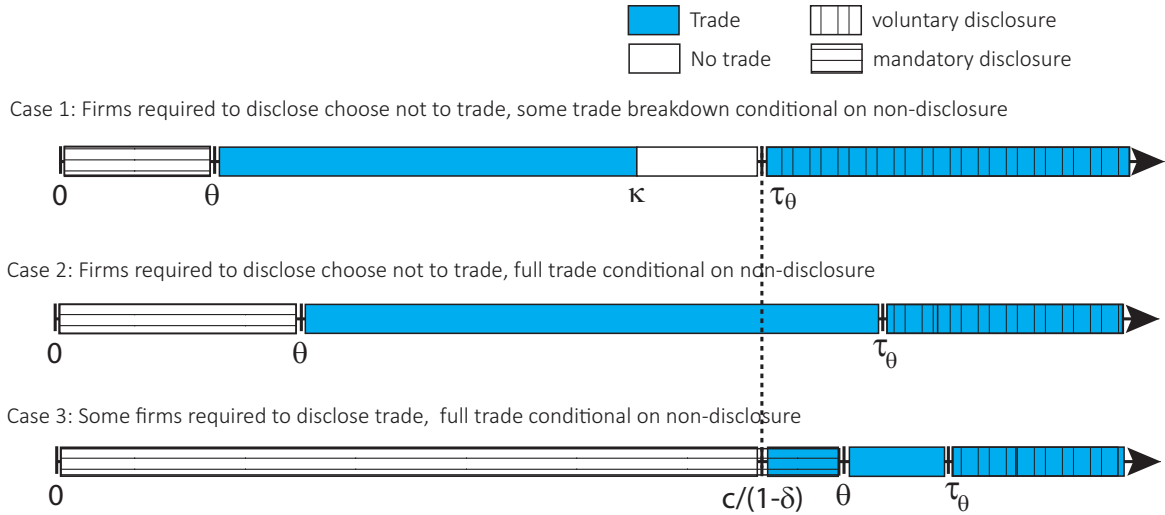 Trade voluntary disclosure
No trade mandatory disclosure
Case 1: Firms required to disclose choose not to trade, some trade breakdown conditional on non-disclosure
0 θ κ τθ
Case 2: Firms required to disclose choose not to trade, full trade conditional on non-disclosure
0 θ τθ
Case 3: Some firms required to disclose trade, full trade conditional on non-disclosure
0 c/(1-δ) θ τθ